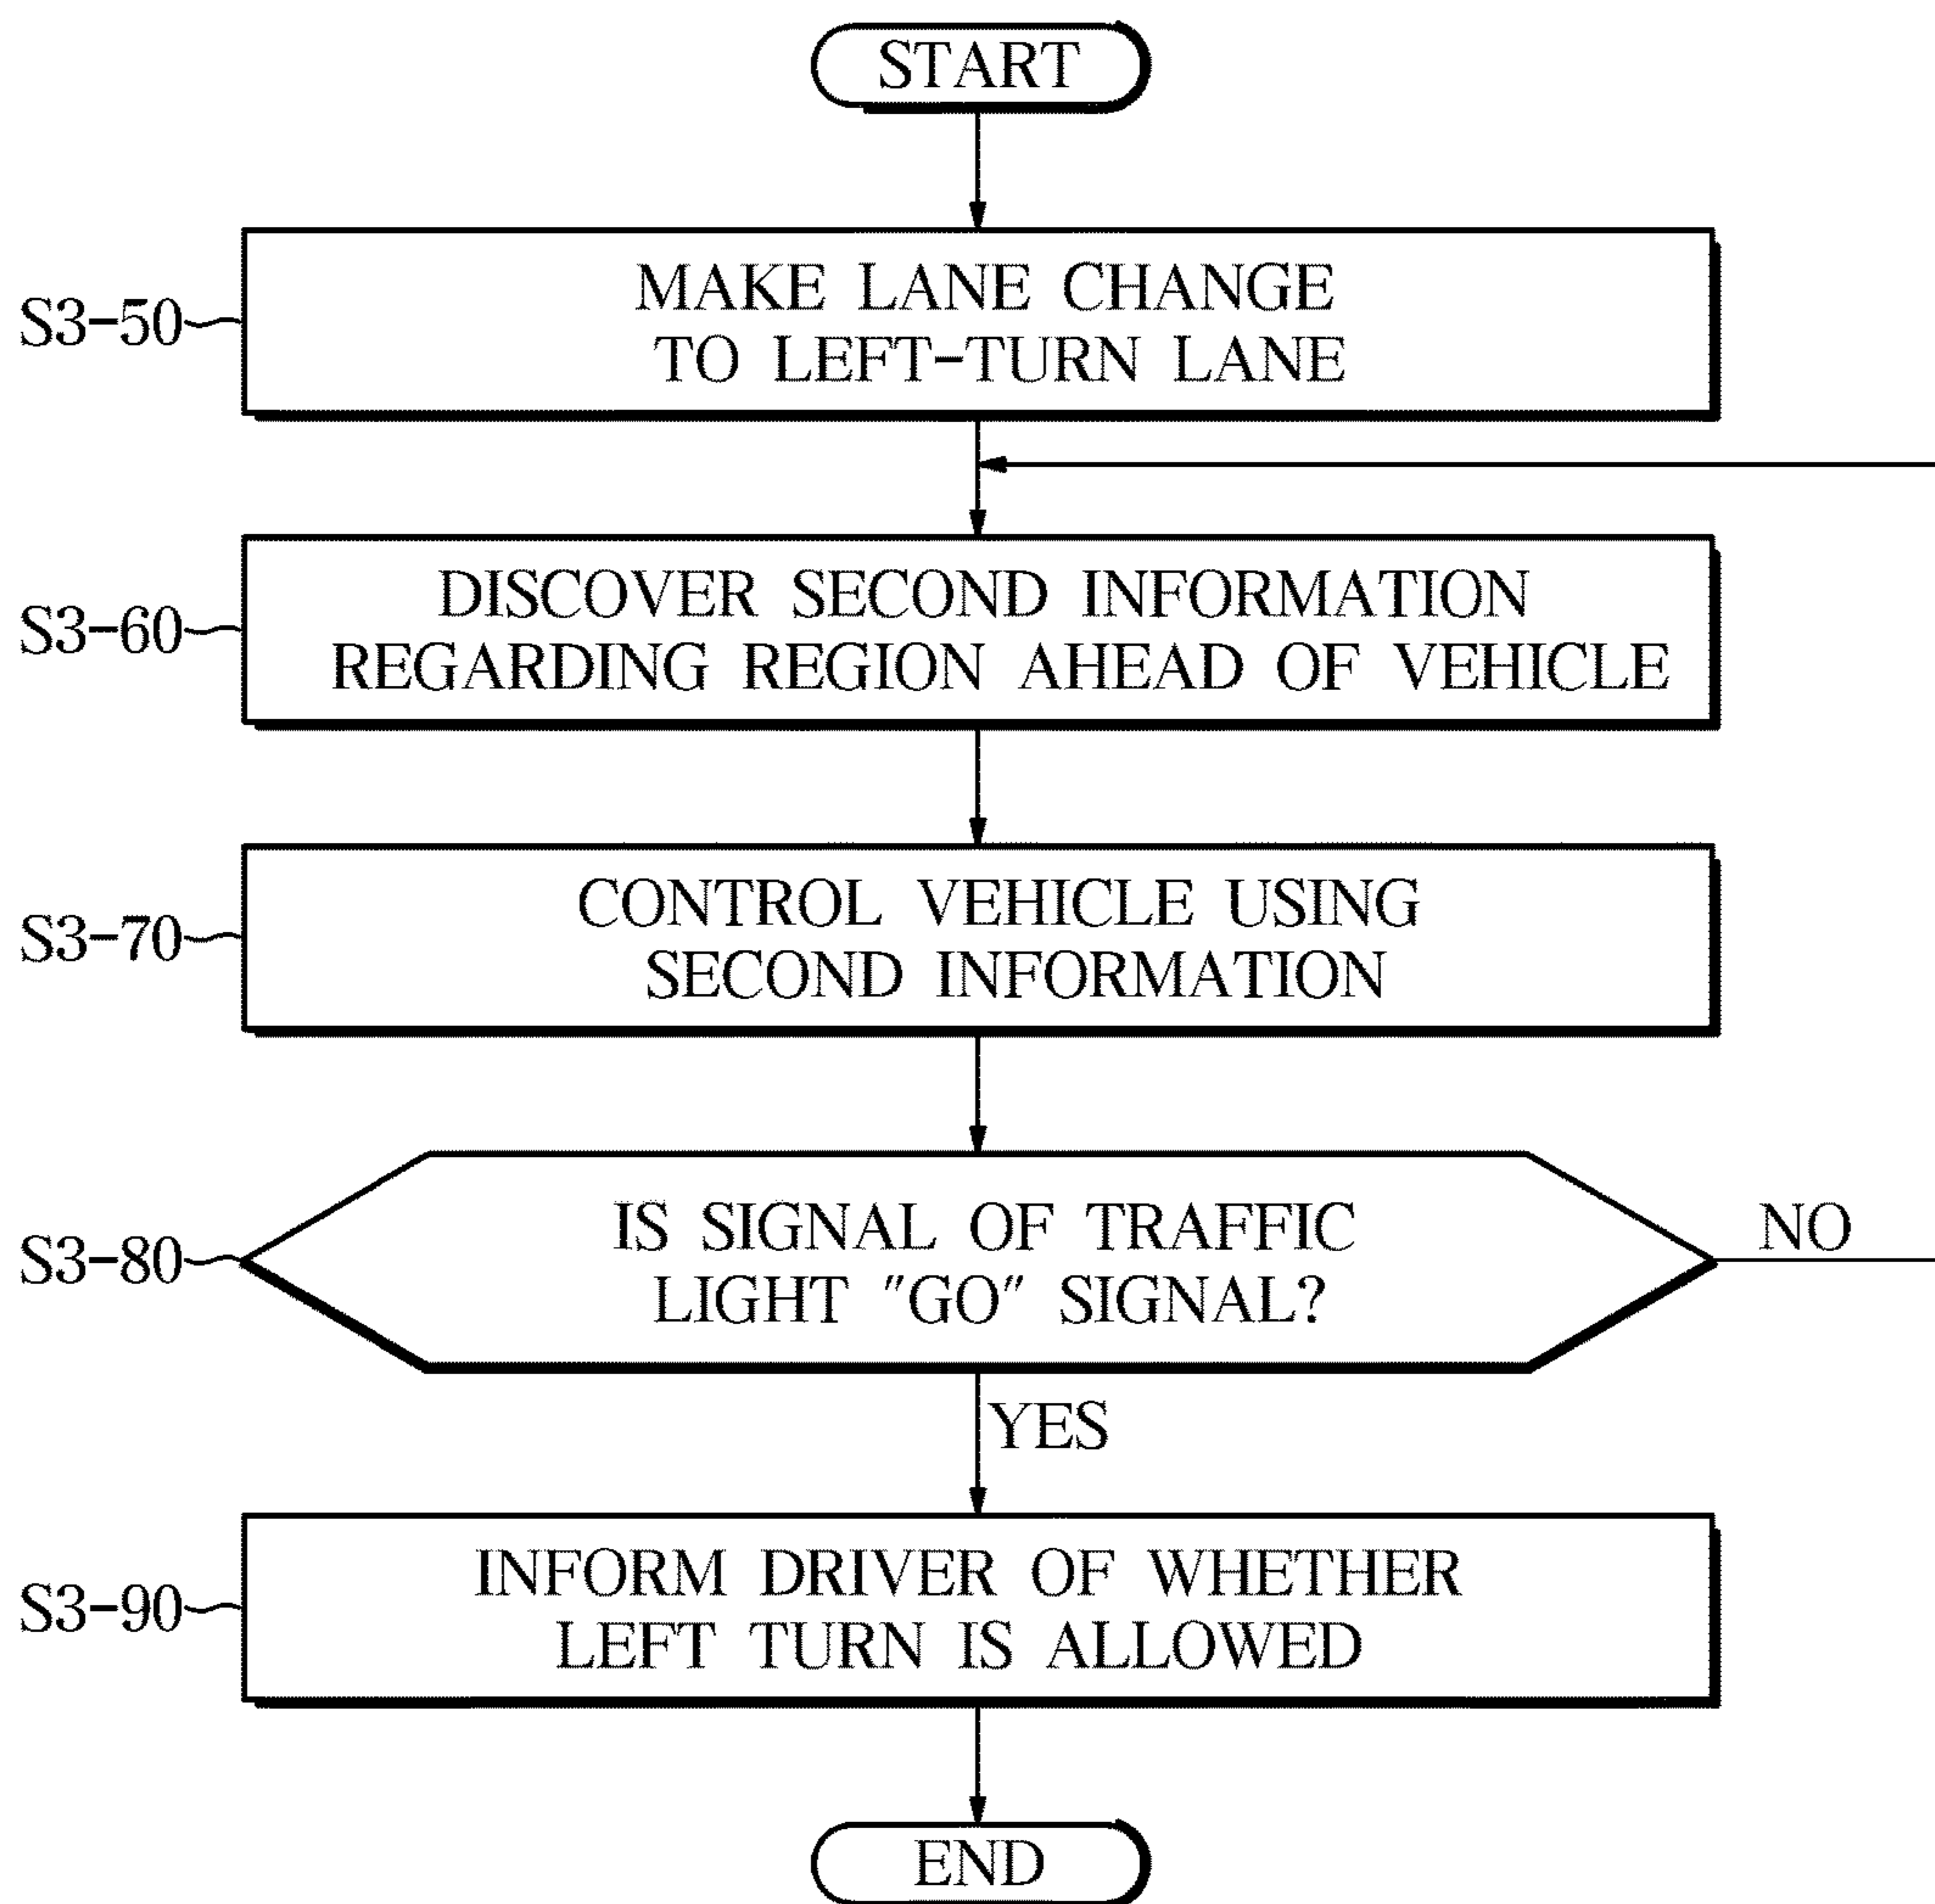 START
S3-50
MAKE LANE CHANGE
TO LEFT-TURN LANE
S3-60
DISCOVER SECOND INFORMATION
REGARDING REGION AHEAD OF VEHICLE
S3-70
CONTROL VEHICLE USING
SECOND INFORMATION
S3-80
IS SIGNAL OF TRAFFIC
LIGHT "GO" SIGNAL?
NO
YES
S3-90
INFORM DRIVER OF WHETHER
LEFT TURN IS ALLOWED
END